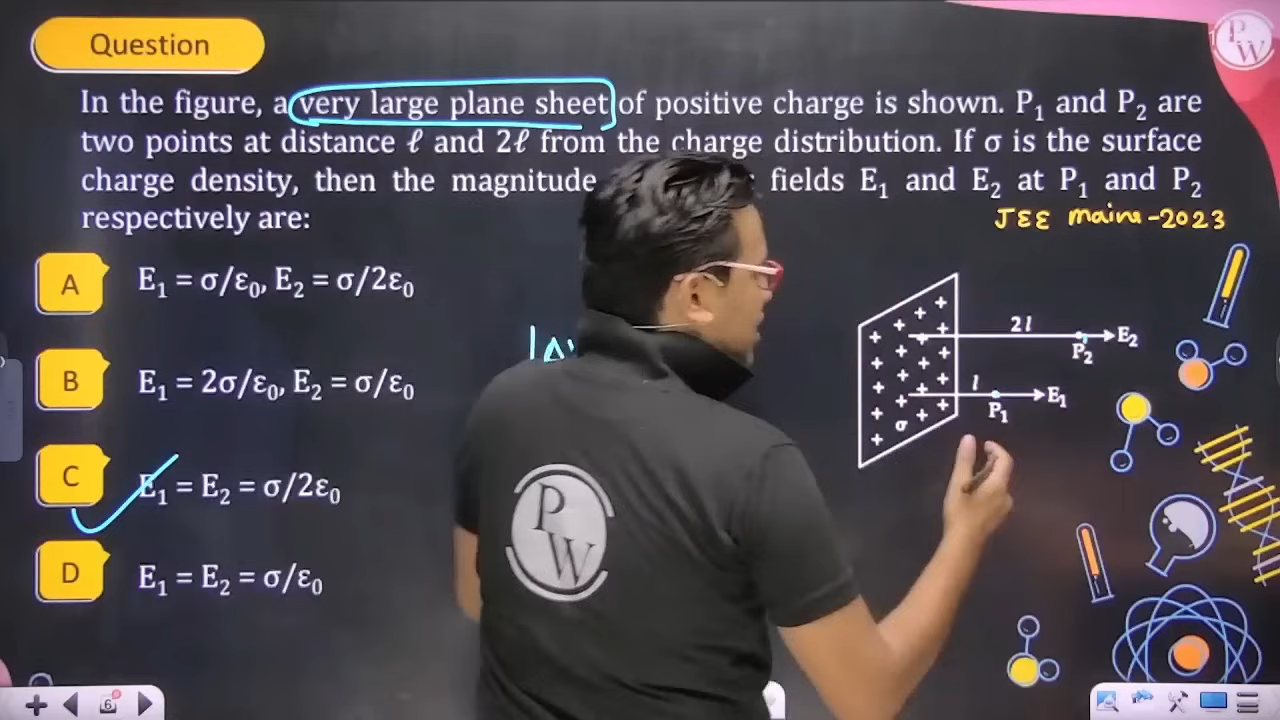 Question
P
W
In the figure, a very large plane sheet of positive charge is shown. P₁ and P₂ are
two points at distance ℓ and 2ℓ from the charge distribution. If σ is the surface
charge density, then the magnitude fields E₁ and E₂ at P₁ and P₂
respectively are:
JEE mains-2023
A E₁ = σ/ε₀, E₂ = σ/2ε₀
B E₁ = 2σ/ε₀, E₂ = σ/ε₀
C E₁ = E₂ = σ/2ε₀
D E₁ = E₂ = σ/ε₀
2l
E₂
P₂
l
E₁
P₁
σ
P
W
6